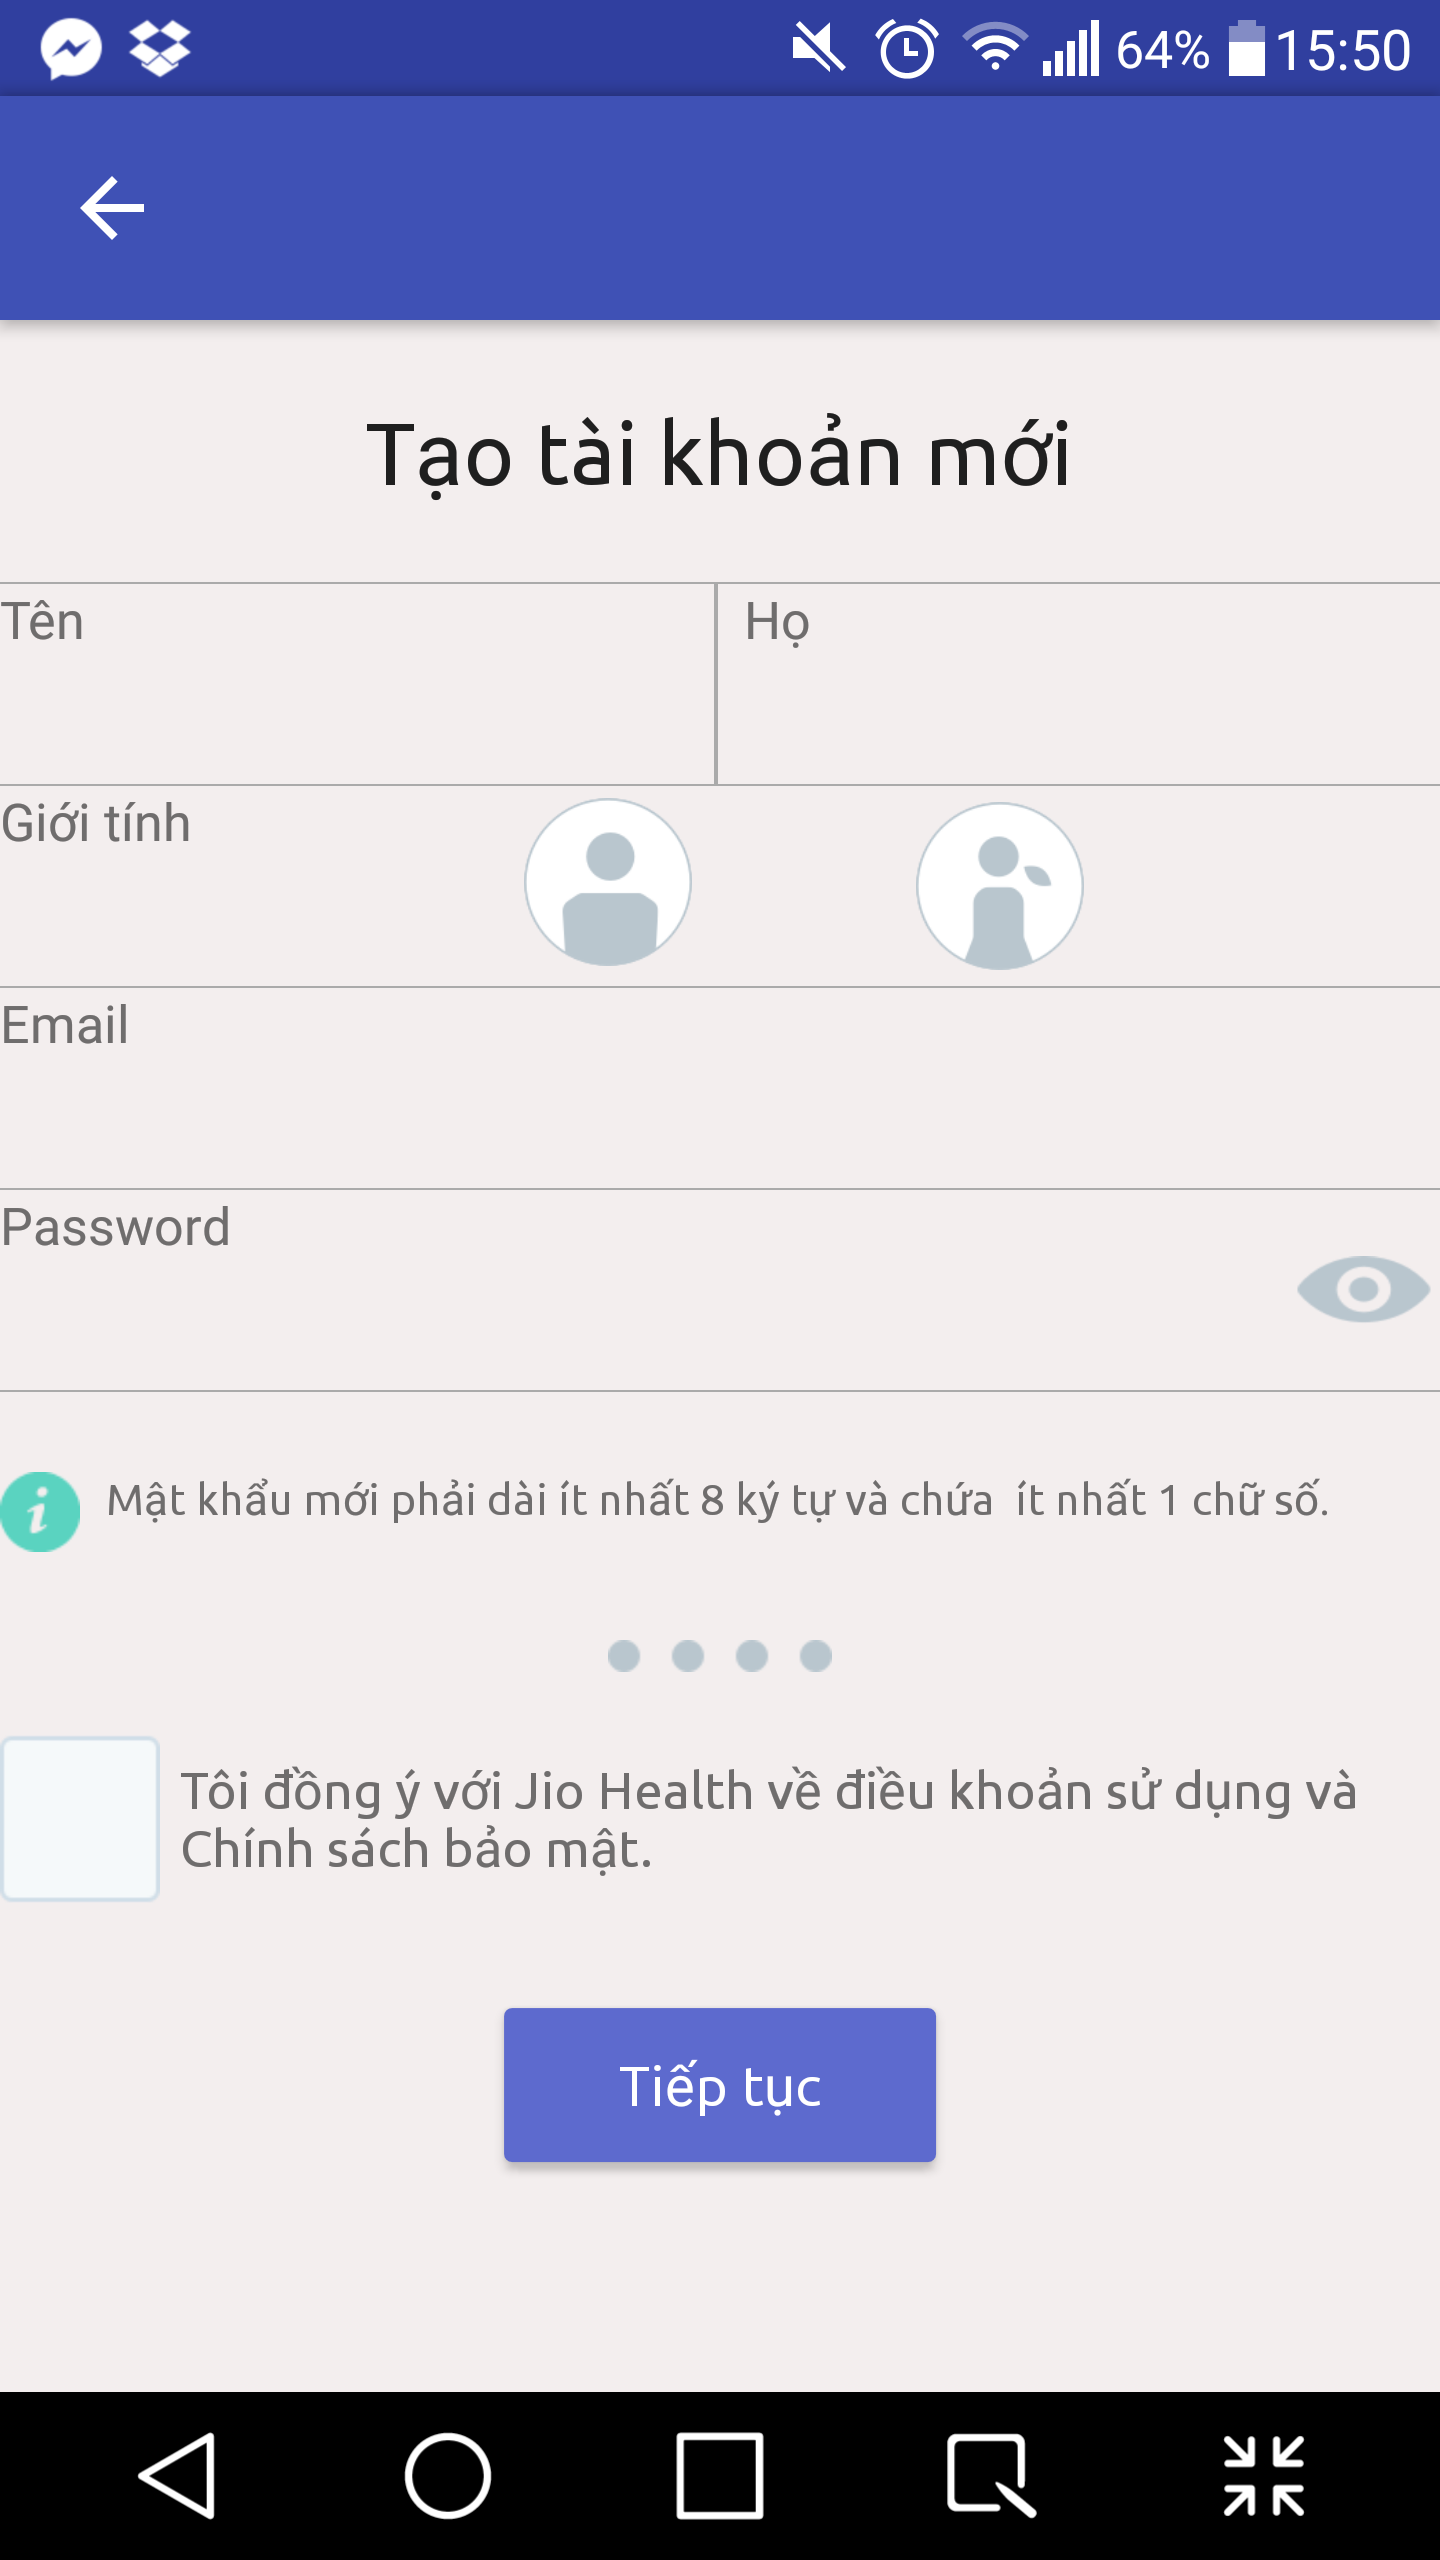 64% 15:50
Tạo tài khoản mới
Tên
Họ
Giới tính
Email
Password
Mật khẩu mới phải dài ít nhất 8 ký tự và chứa  ít nhất 1 chữ số.
Tôi đồng ý với Jio Health về điều khoản sử dụng và
Chính sách bảo mật.
Tiếp tục